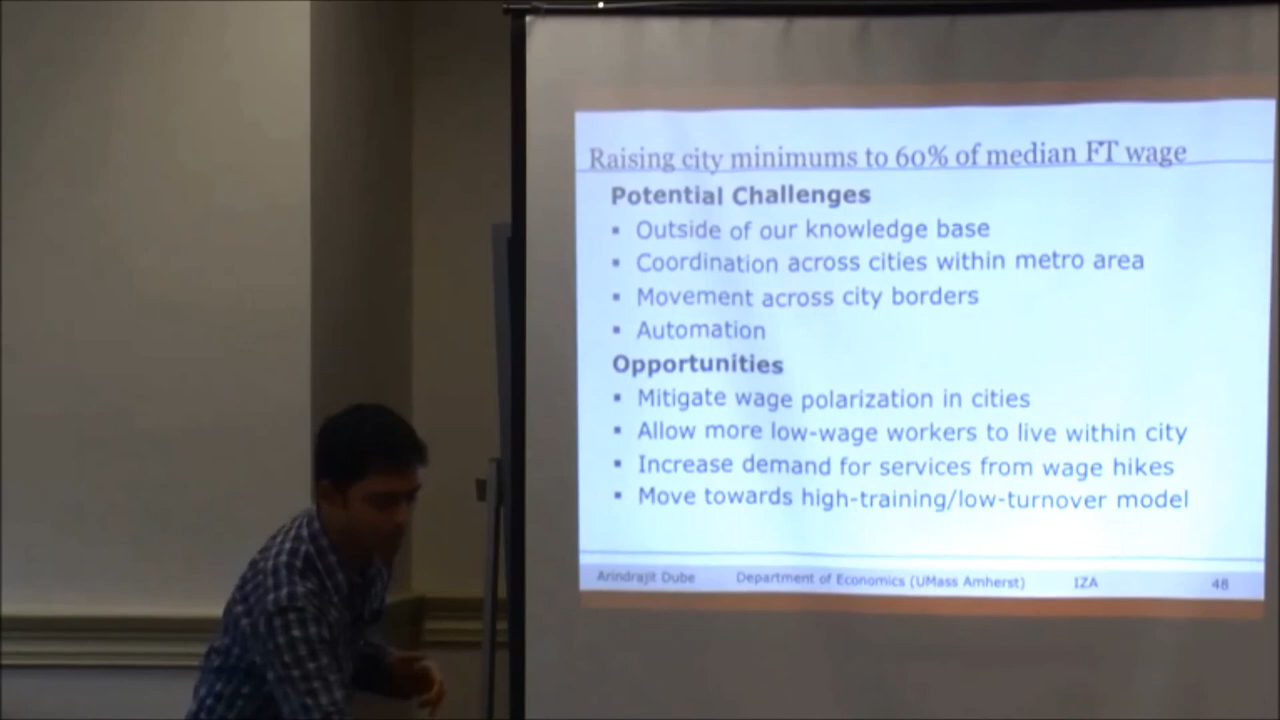 Raising city minimums to 60% of median FT wage
Potential Challenges
▪ Outside of our knowledge base
▪ Coordination across cities within metro area
▪ Movement across city borders
▪ Automation
Opportunities
▪ Mitigate wage polarization in cities
▪ Allow more low-wage workers to live within city
▪ Increase demand for services from wage hikes
▪ Move towards high-training/low-turnover model
Arindrajit Dube Department of Economics (UMass Amherst) IZA 48